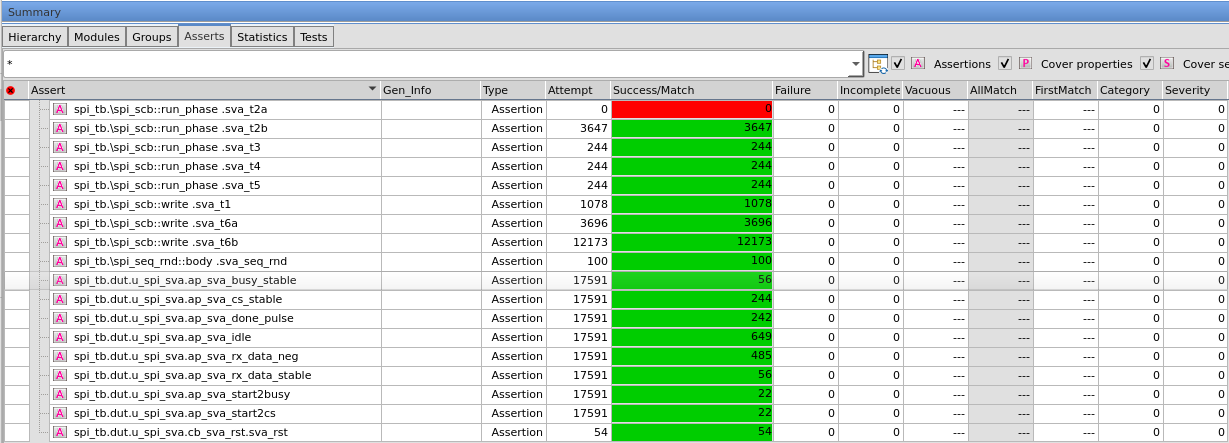 Summary
Hierarchy Modules Groups Asserts Statistics Tests
* A Assertions P Cover properties S Cover se
Assert Gen_Info Type Attempt Success/Match Failure Incomplete Vacuous AllMatch FirstMatch Category Severity
A spi_tb.\spi_scb::run_phase .sva_t2a Assertion 0 0 0 0 --- --- --- 0 0
A spi_tb.\spi_scb::run_phase .sva_t2b Assertion 3647 3647 0 0 --- --- --- 0 0
A spi_tb.\spi_scb::run_phase .sva_t3 Assertion 244 244 0 0 --- --- --- 0 0
A spi_tb.\spi_scb::run_phase .sva_t4 Assertion 244 244 0 0 --- --- --- 0 0
A spi_tb.\spi_scb::run_phase .sva_t5 Assertion 244 244 0 0 --- --- --- 0 0
A spi_tb.\spi_scb::write .sva_t1 Assertion 1078 1078 0 0 --- --- --- 0 0
A spi_tb.\spi_scb::write .sva_t6a Assertion 3696 3696 0 0 --- --- --- 0 0
A spi_tb.\spi_scb::write .sva_t6b Assertion 12173 12173 0 0 --- --- --- 0 0
A spi_tb.\spi_seq_rnd::body .sva_seq_rnd Assertion 100 100 0 0 --- --- --- 0 0
A spi_tb.dut.u_spi_sva.ap_sva_busy_stable Assertion 17591 56 0 0 --- --- --- 0 0
A spi_tb.dut.u_spi_sva.ap_sva_cs_stable Assertion 17591 244 0 0 --- --- --- 0 0
A spi_tb.dut.u_spi_sva.ap_sva_done_pulse Assertion 17591 242 0 0 --- --- --- 0 0
A spi_tb.dut.u_spi_sva.ap_sva_idle Assertion 17591 649 0 0 --- --- --- 0 0
A spi_tb.dut.u_spi_sva.ap_sva_rx_data_neg Assertion 17591 485 0 0 --- --- --- 0 0
A spi_tb.dut.u_spi_sva.ap_sva_rx_data_stable Assertion 17591 56 0 0 --- --- --- 0 0
A spi_tb.dut.u_spi_sva.ap_sva_start2busy Assertion 17591 22 0 0 --- --- --- 0 0
A spi_tb.dut.u_spi_sva.ap_sva_start2cs Assertion 17591 22 0 0 --- --- --- 0 0
A spi_tb.dut.u_spi_sva.cb_sva_rst.sva_rst Assertion 54 54 0 0 --- --- --- 0 0